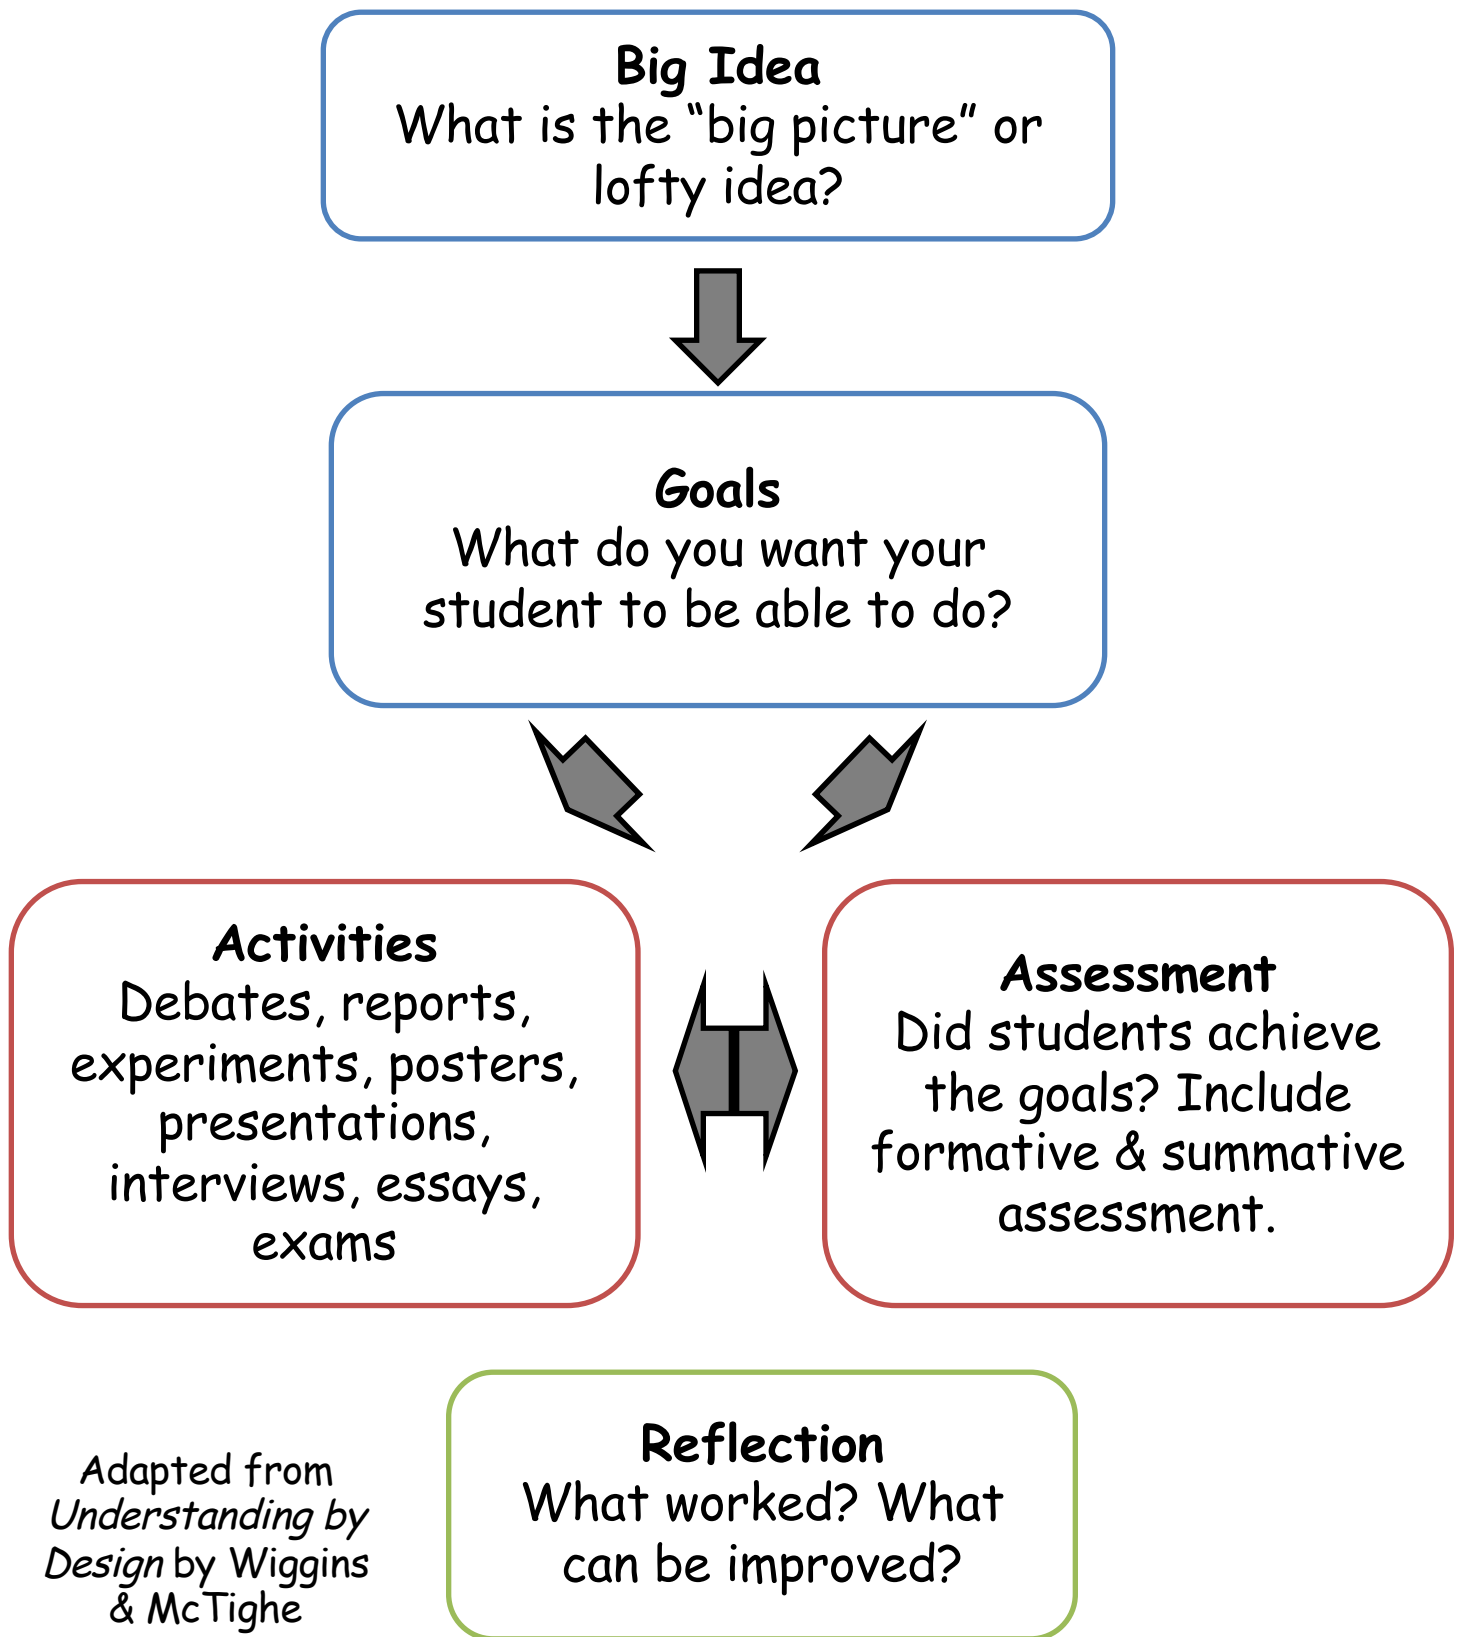 Big Idea
What is the “big picture” or
lofty idea?
Goals
What do you want your
student to be able to do?
Activities
Debates, reports,
experiments, posters,
presentations,
interviews, essays,
exams
Assessment
Did students achieve
the goals? Include
formative & summative
assessment.
Reflection
What worked? What
can be improved?
Adapted from
Understanding by
Design by Wiggins
& McTighe